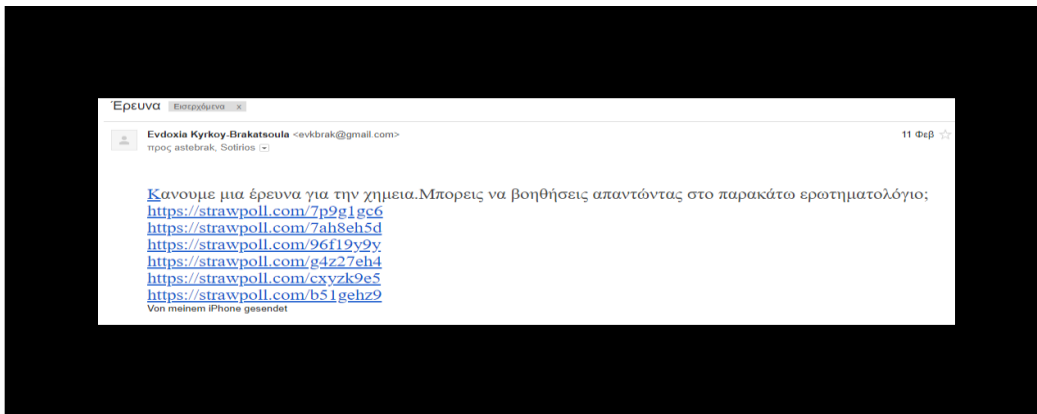 Έρευνα Εισερχόμενα x
Evdoxia Kyrkoy-Brakatsoula <evkbrak@gmail.com> 11 Φεβ
προς astebrak, Sotirios
Κανουμε μια έρευνα για την χημεια.Μπορεις να βοηθήσεις απαντώντας στο παρακάτω ερωτηματολόγιο;
https://strawpoll.com/7p9g1gc6
https://strawpoll.com/7ah8eh5d
https://strawpoll.com/96f19y9y
https://strawpoll.com/g4z27eh4
https://strawpoll.com/cxyzk9e5
https://strawpoll.com/b51gehz9
Von meinem iPhone gesendet